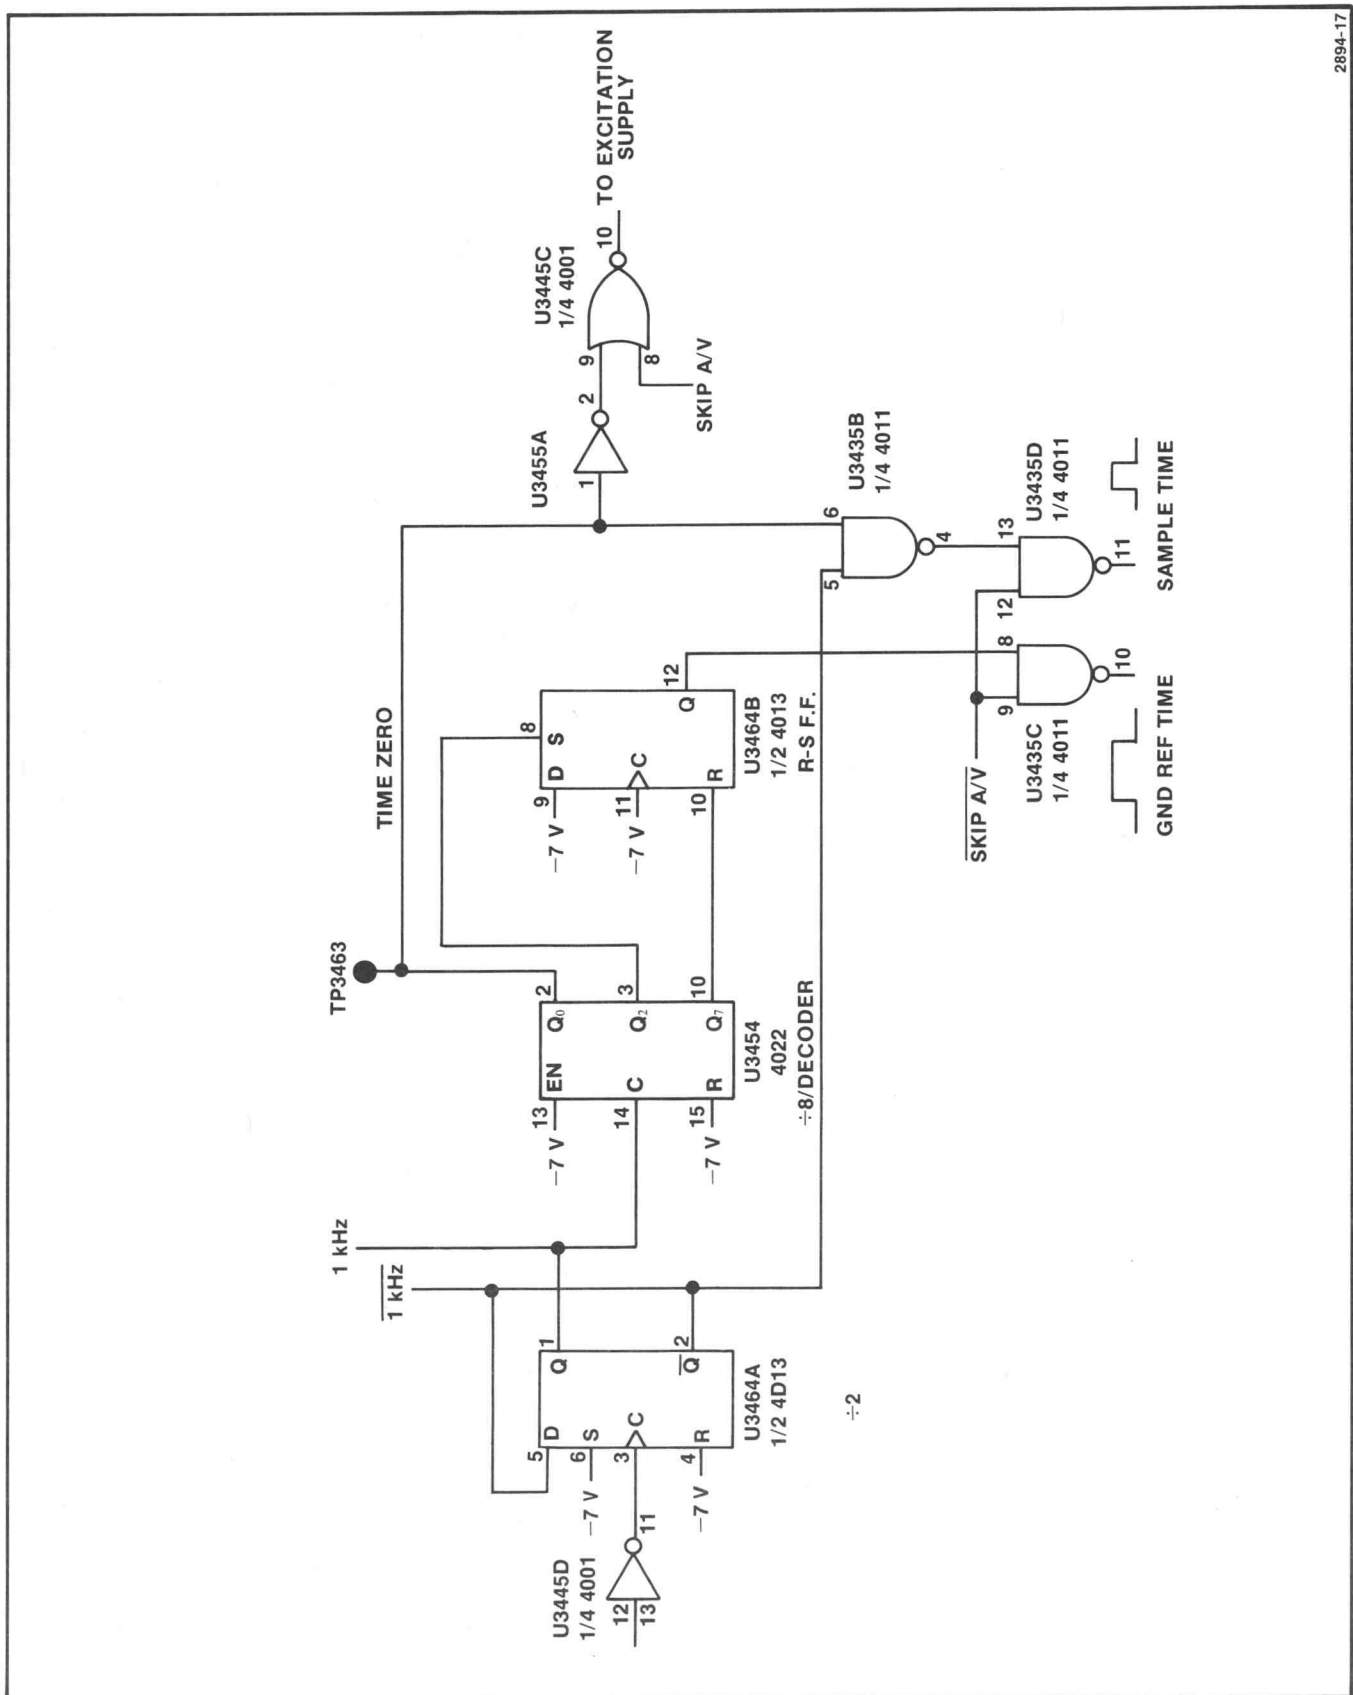 2894-17
TP3463
TIME ZERO
1 kHz
1 kHz
U3445D
1/4 4001
12
13
11
5
D
−7 V
6
S
3
C
−7 V
4
R
Q
1
Q
2
U3464A
1/2 4D13
÷2
−7 V
13
EN
14
C
−7 V
15
R
Q0
2
Q2
3
Q7
10
U3454
4022
÷8/DECODER
−7 V
9
D
S
8
−7 V
11
C
10
R
Q
12
U3464B
1/2 4013
R-S F.F.
U3455A
1
2
U3445C
1/4 4001
9
8
10
TO EXCITATION
SUPPLY
SKIP A/V
U3435B
1/4 4011
5
6
4
SKIP A/V
9
8
10
U3435C
1/4 4011
GND REF TIME
12
13
11
U3435D
1/4 4011
SAMPLE TIME